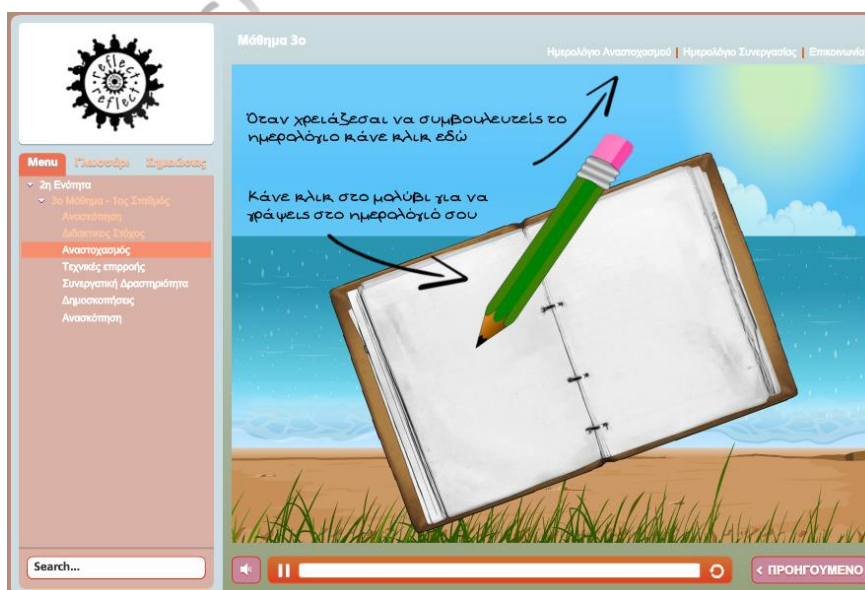 reflect
reflect
Μάθημα 3ο
Ημερολόγιο Αναστοχασμού | Ημερολόγιο Συνεργασίας | Επικοινωνία
Όταν χρειάζεσαι να συμβουλευτείς το
ημερολόγιο κάνε κλικ εδώ
Κάνε κλικ στο μολύβι για να
γράψεις στο ημερολόγιό σου
Menu Γλωσσάρι Σημειώσεις
2η Ενότητα
3ο Μάθημα - 1ος Σταθμός
Ανασκόπηση
Διδακτικος Στόχος
Αναστοχασμός
Τεχνικές επιρροής
Συνεργατική Δραστηριότητα
Δημοσκοπήσεις
Ανασκόπηση
Search...
< ΠΡΟΗΓΟΥΜΕΝΟ